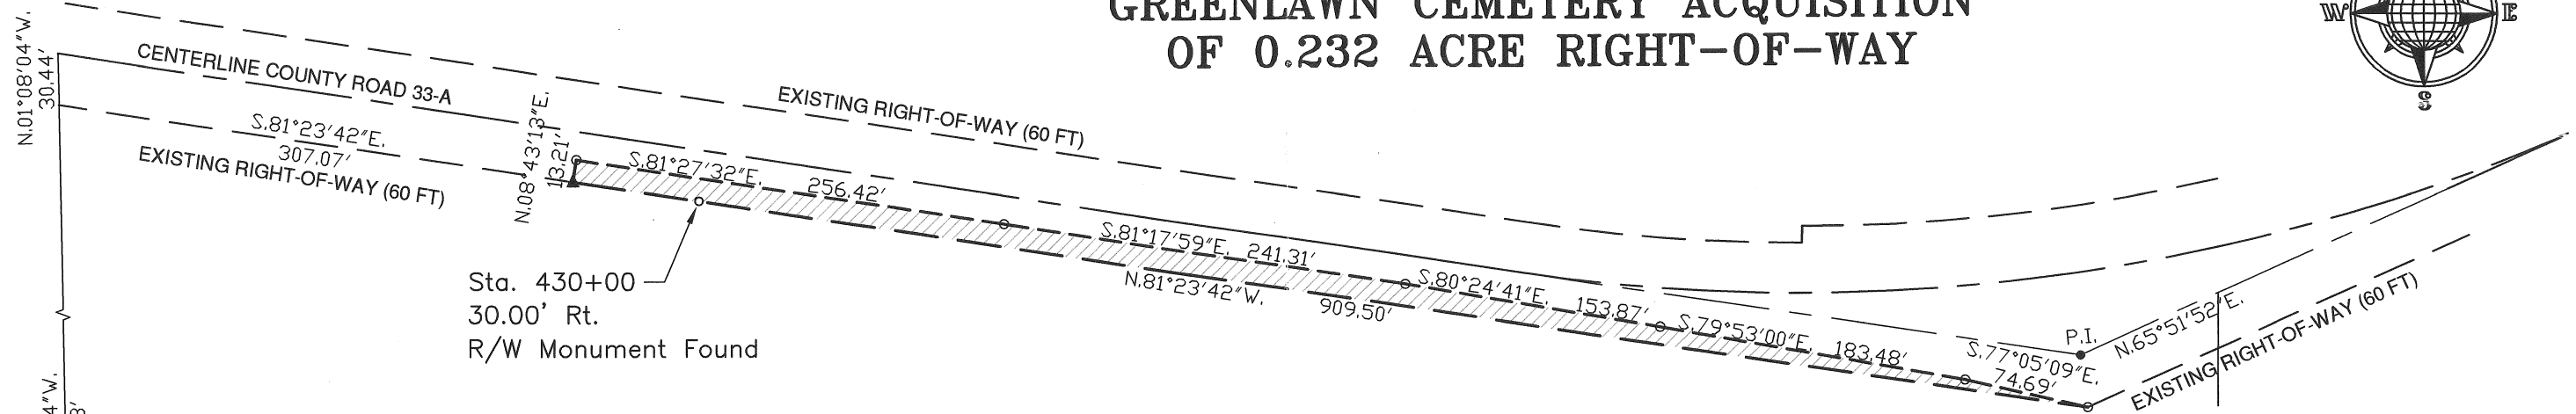 GREENLAWN CEMETERY ACQUISITION
OF 0.232 ACRE RIGHT-OF-WAY
W
E
S
N.01°08'04"W.
30.44'
CENTERLINE COUNTY ROAD 33-A
EXISTING RIGHT-OF-WAY (60 FT)
S.81°23'42"E.
307.07'
EXISTING RIGHT-OF-WAY (60 FT)
N.08°43'13"E.
13.21'
S.81°27'32"E. 256.42'
S.81°17'59"E. 241.31'
N.81°23'42"W. 909.50'
S.80°24'41"E. 153.87'
S.79°53'00"E. 183.48'
S.77°05'09"E.
74.69'
P.I.
N.65°51'52"E.
EXISTING RIGHT-OF-WAY (60 FT)
Sta. 430+00
30.00' Rt.
R/W Monument Found
4"W.